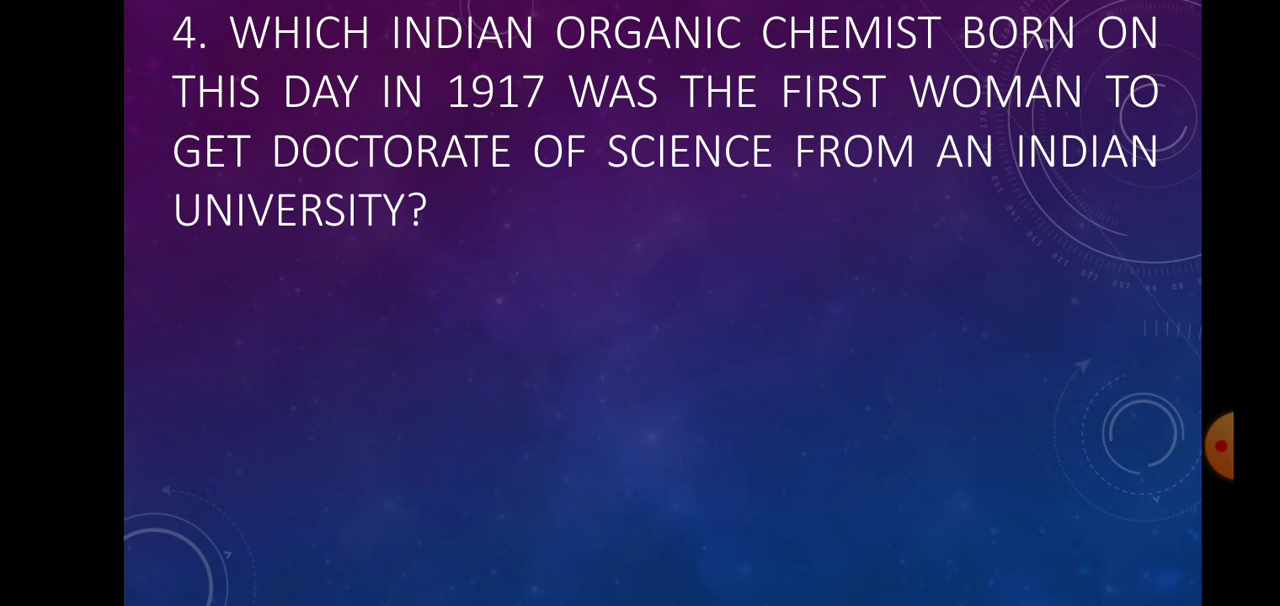 4. WHICH INDIAN ORGANIC CHEMIST BORN ON
THIS DAY IN 1917 WAS THE FIRST WOMAN TO
GET DOCTORATE OF SCIENCE FROM AN INDIAN
UNIVERSITY?